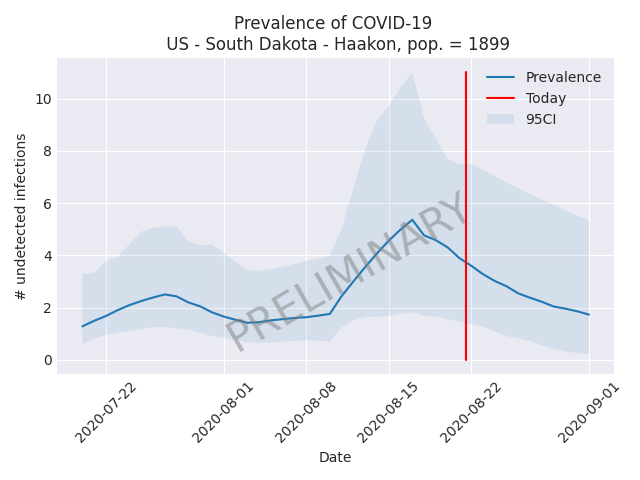 Prevalence of COVID-19
US - South Dakota - Haakon, pop. = 1899
# undetected infections
10
8
6
4
2
0
Prevalence
Today
95CI
PRELIMINARY
2020-07-22
2020-08-01
2020-08-08
2020-08-15
2020-08-22
2020-09-01
Date